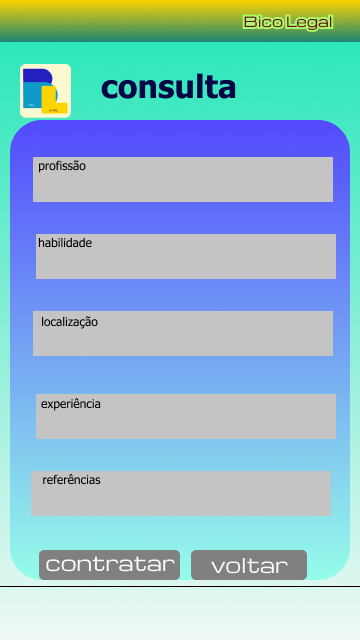 Bico Legal
consulta
profissão
habilidade
localização
experiência
referências
contratar voltar